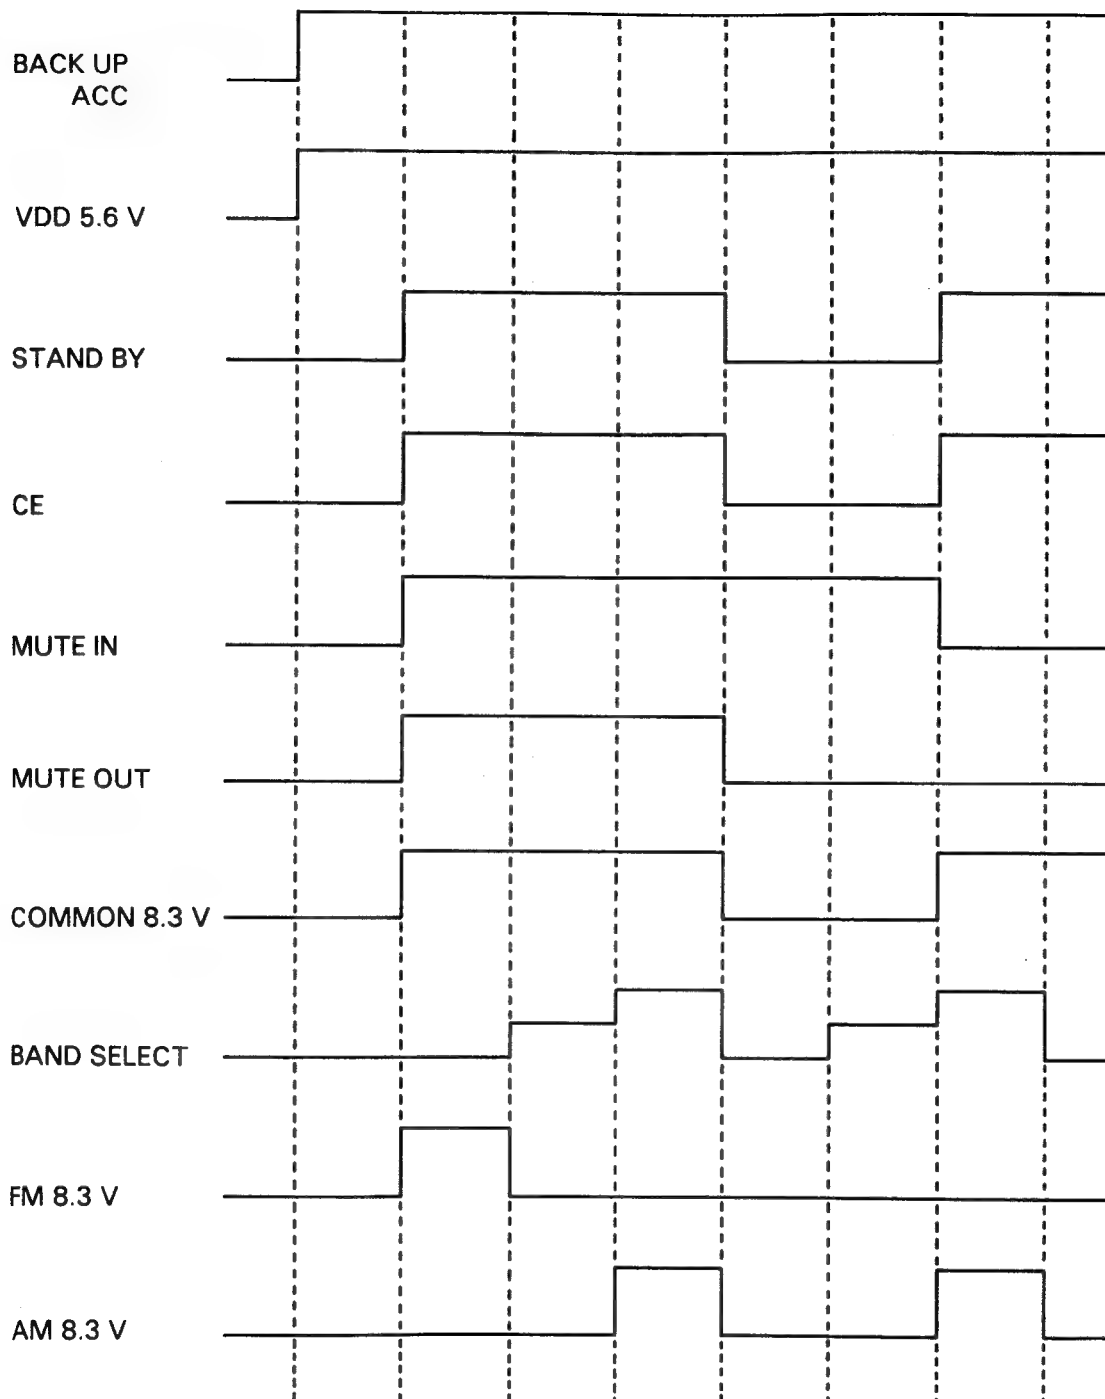 BACK UP
ACC
VDD 5.6 V
STAND BY
CE
MUTE IN
MUTE OUT
COMMON 8.3 V
BAND SELECT
FM 8.3 V
AM 8.3 V